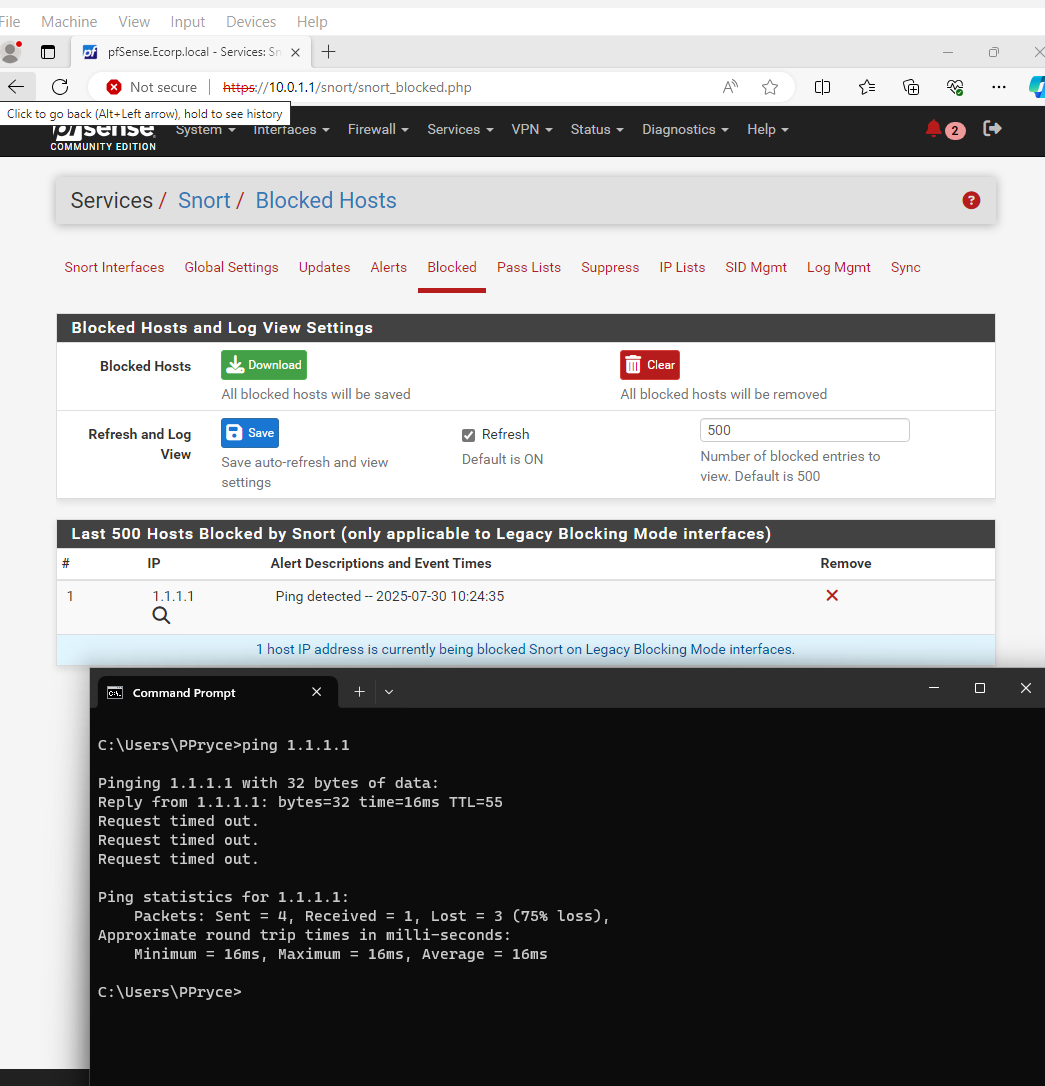 File Machine View Input Devices Help
pfSense.Ecorp.local - Services: Sn
Not secure https://10.0.1.1/snort/snort_blocked.php
Click to go back (Alt+Left arrow), hold to see history
pfsense.
COMMUNITY EDITION
System Interfaces Firewall Services VPN Status Diagnostics Help 2
Services / Snort / Blocked Hosts
Snort Interfaces Global Settings Updates Alerts Blocked Pass Lists Suppress IP Lists SID Mgmt Log Mgmt Sync
Blocked Hosts and Log View Settings
Blocked Hosts Download Clear
All blocked hosts will be saved All blocked hosts will be removed
Refresh and Log View Save Refresh 500
Save auto-refresh and view settings Default is ON Number of blocked entries to view. Default is 500
Last 500 Hosts Blocked by Snort (only applicable to Legacy Blocking Mode interfaces)
# IP Alert Descriptions and Event Times Remove
1 1.1.1.1 Ping detected -- 2025-07-30 10:24:35
1 host IP address is currently being blocked Snort on Legacy Blocking Mode interfaces.
Command Prompt
C:\Users\PPryce>ping 1.1.1.1
Pinging 1.1.1.1 with 32 bytes of data:
Reply from 1.1.1.1: bytes=32 time=16ms TTL=55
Request timed out.
Request timed out.
Request timed out.
Ping statistics for 1.1.1.1:
Packets: Sent = 4, Received = 1, Lost = 3 (75% loss),
Approximate round trip times in milli-seconds:
Minimum = 16ms, Maximum = 16ms, Average = 16ms
C:\Users\PPryce>